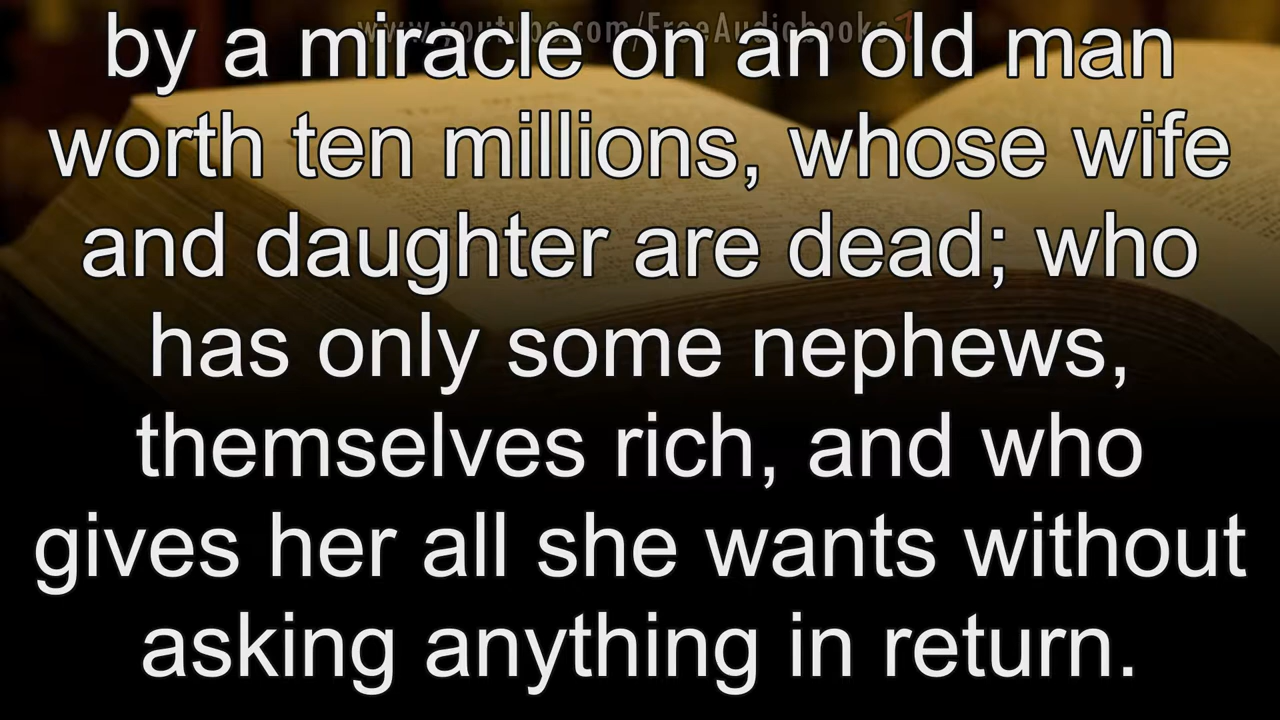 www.youtube.com/FreeAudiobooks
by a miracle on an old man
worth ten millions, whose wife
and daughter are dead; who
has only some nephews,
themselves rich, and who
gives her all she wants without
asking anything in return.